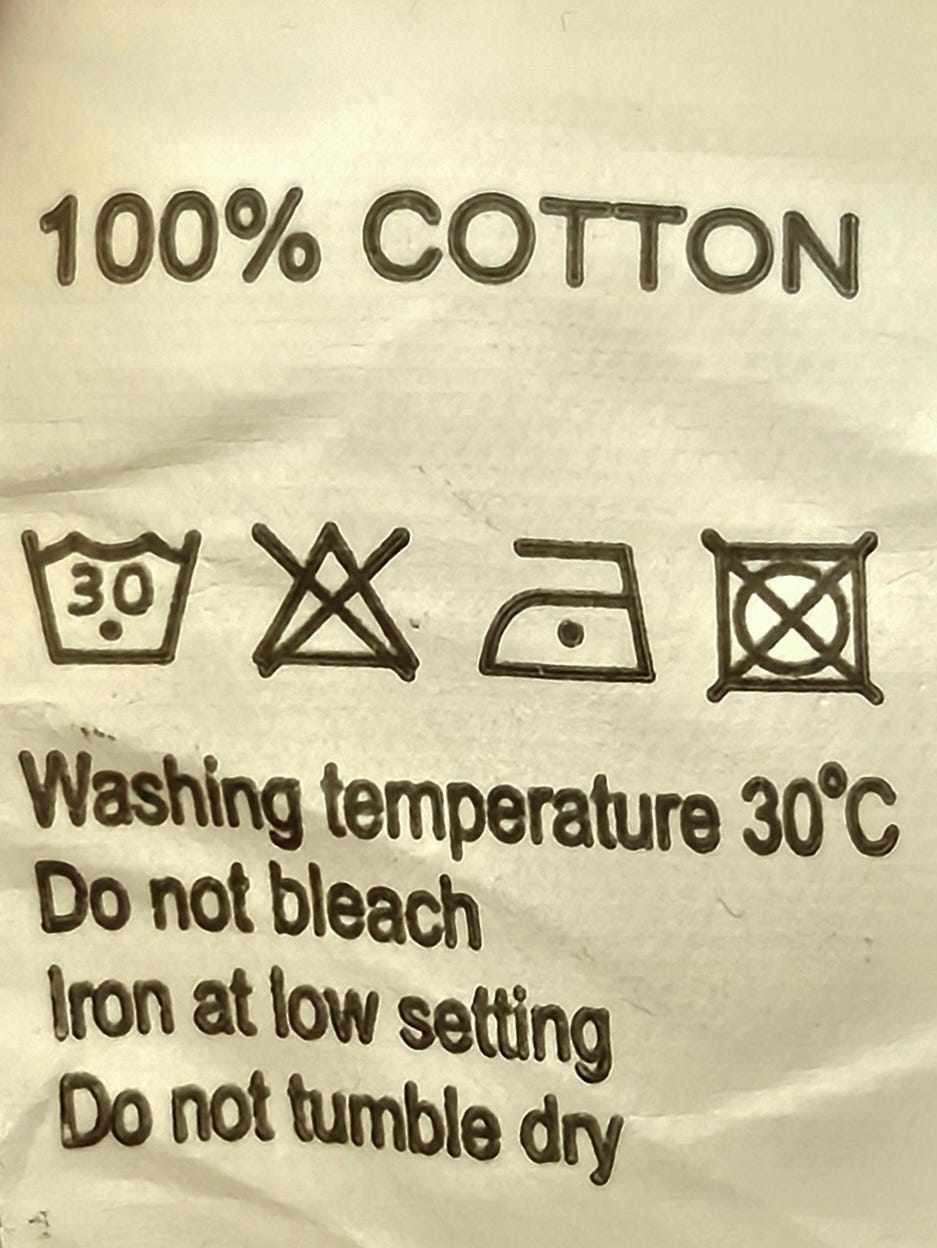 100% COTTON
30
Washing temperature 30°C
Do not bleach
Iron at low setting
Do not tumble dry